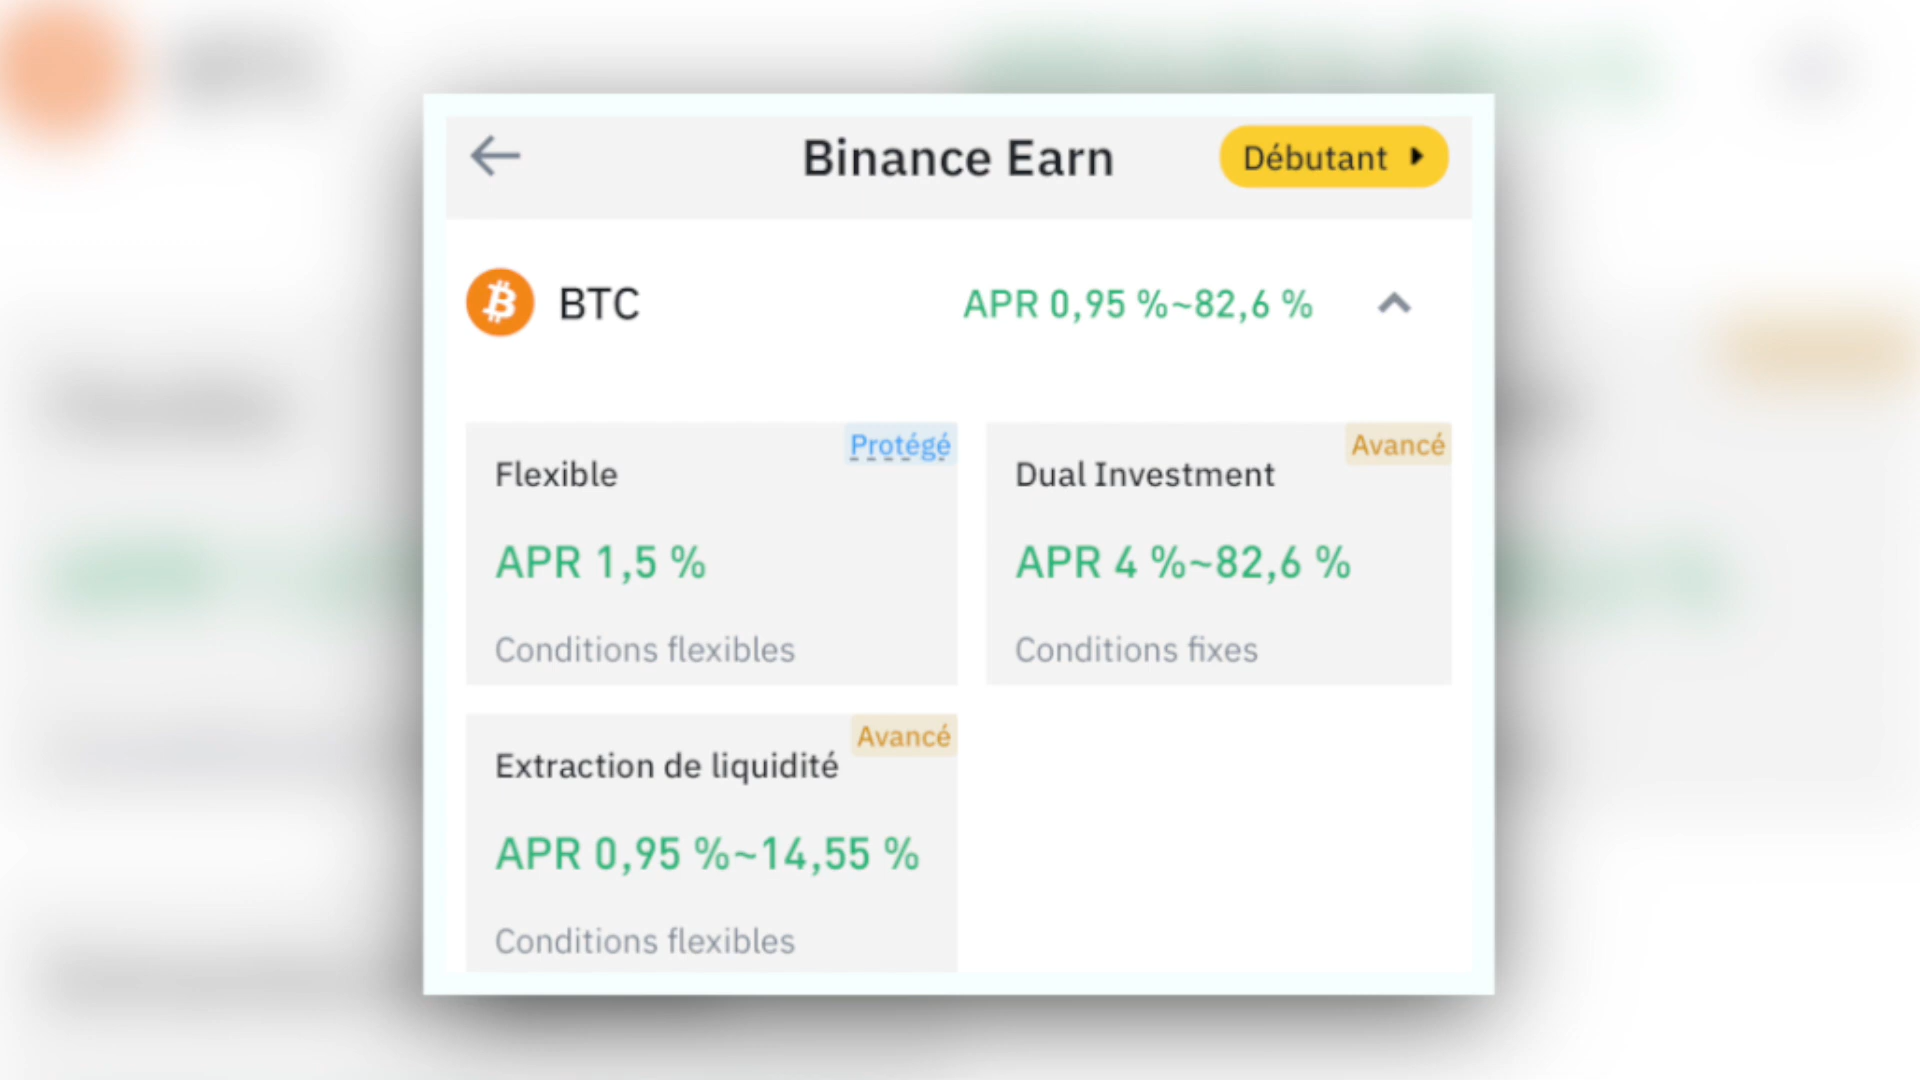 Binance Earn
Débutant
BTC
APR 0,95 %~82,6 %
Protégé
Flexible
APR 1,5 %
Conditions flexibles
Avancé
Dual Investment
APR 4 %~82,6 %
Conditions fixes
Avancé
Extraction de liquidité
APR 0,95 %~14,55 %
Conditions flexibles